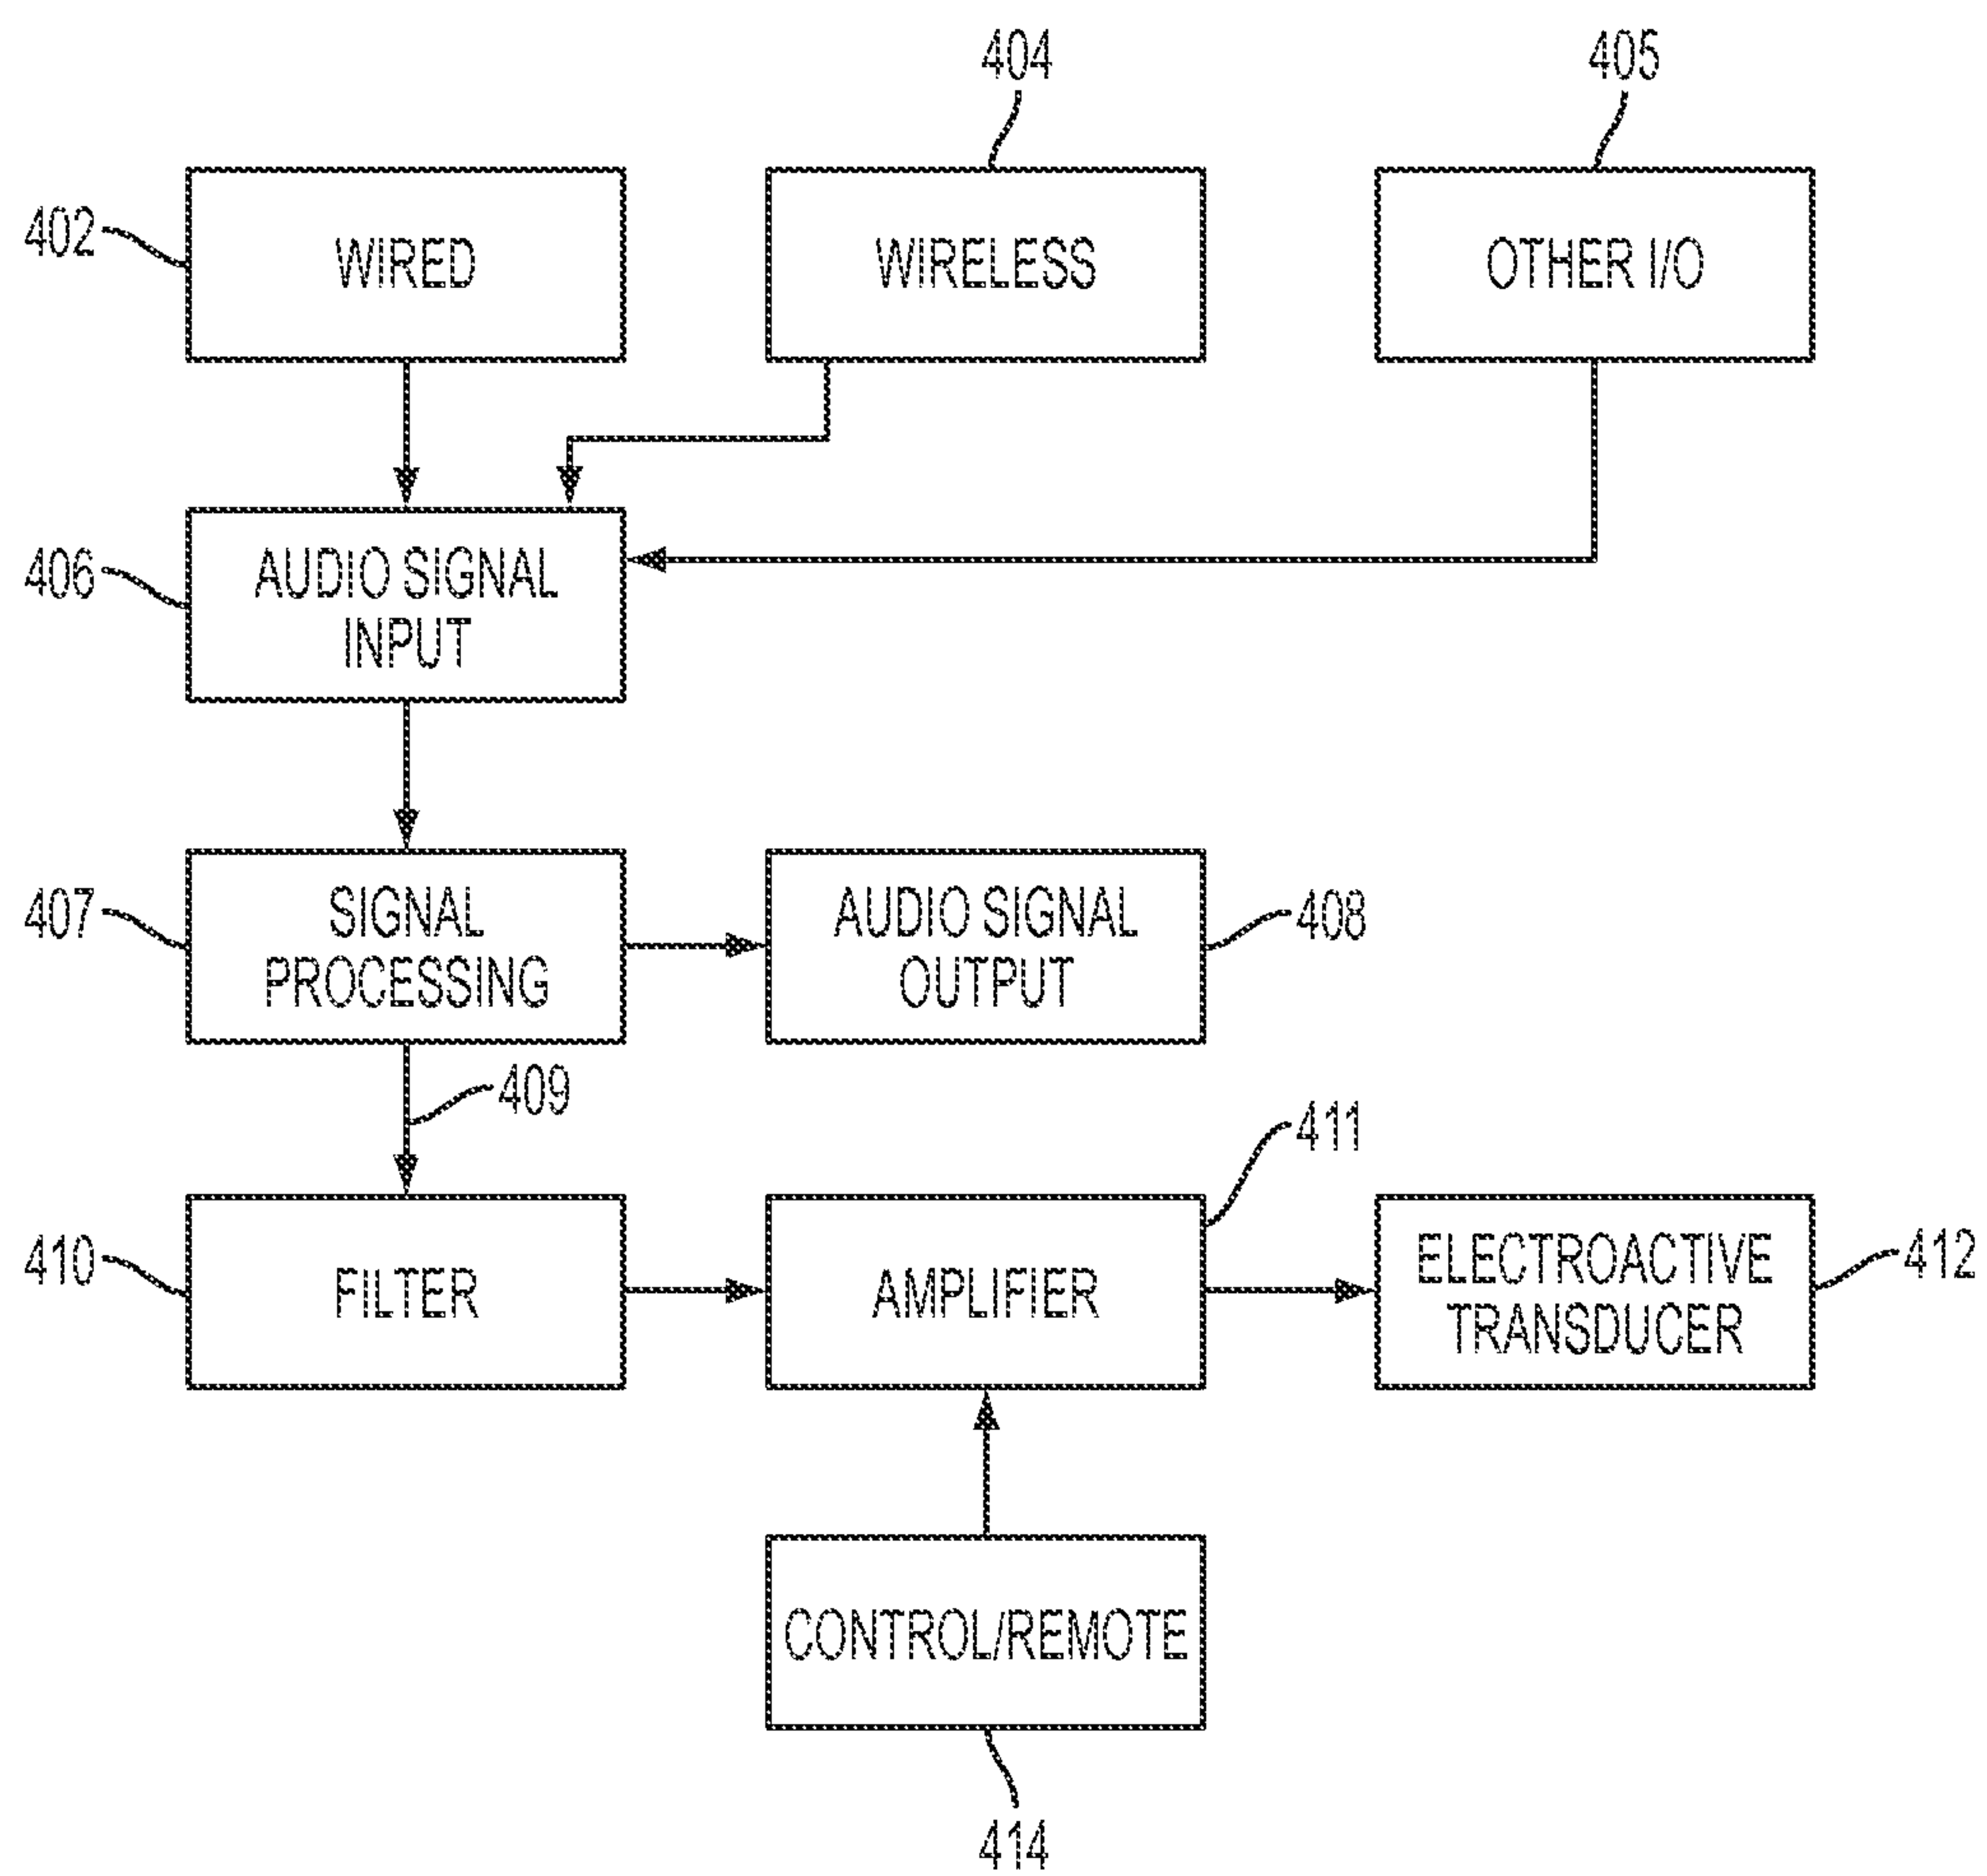 404
405
402
WIRED
WIRELESS
OTHER I/O
406
AUDIO SIGNAL
INPUT
407
SIGNAL
PROCESSING
AUDIO SIGNAL
OUTPUT
408
409
411
410
FILTER
AMPLIFIER
ELECTROACTIVE
TRANSDUCER
412
CONTROL/REMOTE
414